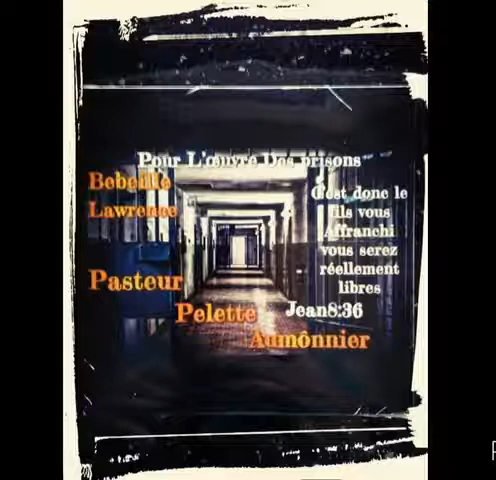 Pour L'œuvre Des prisons
Bebeille
Lawrence
C'est donc le
fils vous
Affranchi
vous serez
réellement
libres
Jean8:36
Pasteur
Pelette
Aumônnier